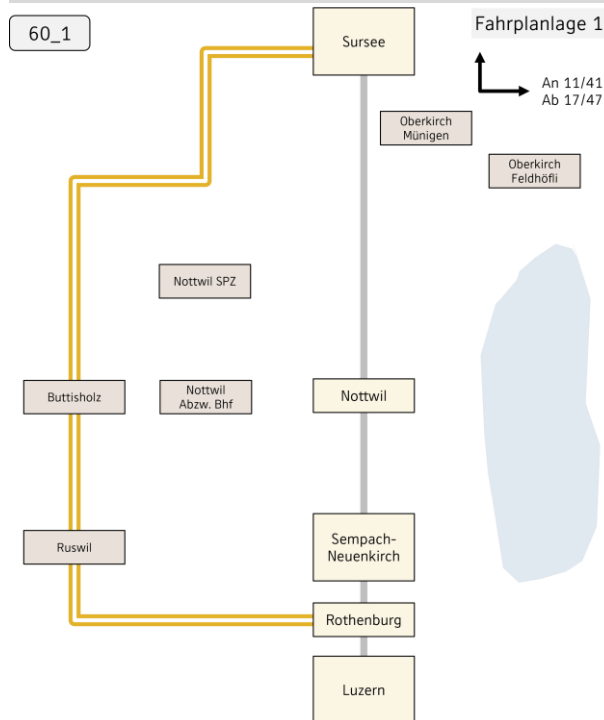 60_1
Sursee
Fahrplanlage 1
An 11/41
Ab 17/47
Oberkirch
Münigen
Oberkirch
Feldhöfli
Nottwil SPZ
Buttisholz
Nottwil
Abzw. Bhf
Nottwil
Ruswil
Sempach-
Neuenkirch
Rothenburg
Luzern